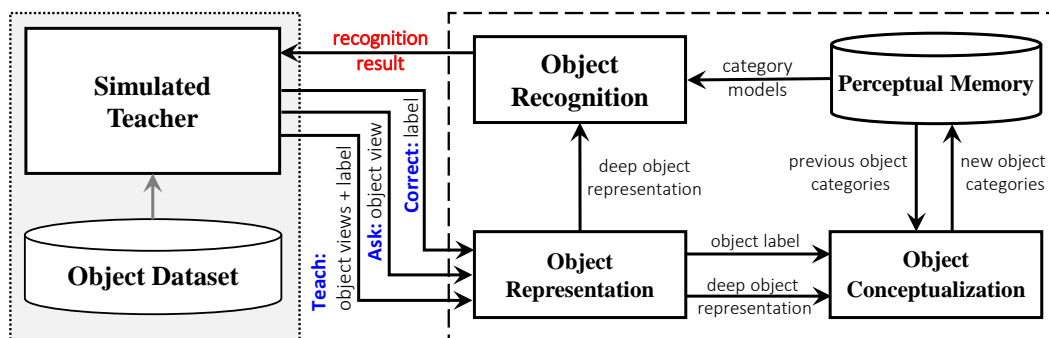 Simulated
Teacher
Object Dataset
recognition
result
Teach:
object views + label
Ask: object view
Correct: label
Object
Recognition
category
models
Perceptual Memory
deep object
representation
previous object
categories
new object
categories
Object
Representation
object label
deep object
representation
Object
Conceptualization